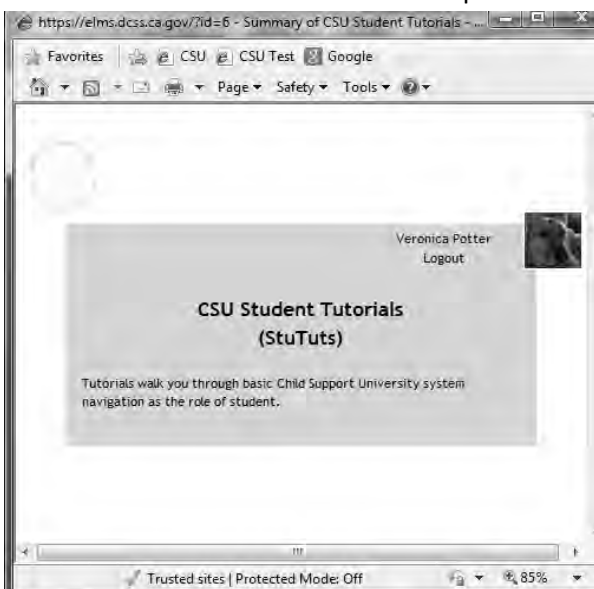 https://elms.dcss.ca.gov/?id=6 - Summary of CSU Student Tutorials - ...
Favorites CSU CSU Test Google
Page Safety Tools
Veronica Potter
Logout
CSU Student Tutorials
(StuTuts)
Tutorials walk you through basic Child Support University system
navigation as the role of student.
Trusted sites | Protected Mode: Off 85%